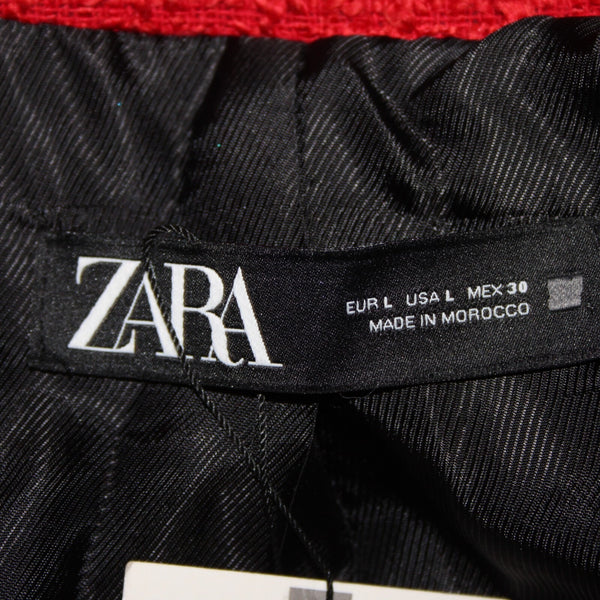 ZARA
EUR L USA L MEX 30
MADE IN MOROCCO